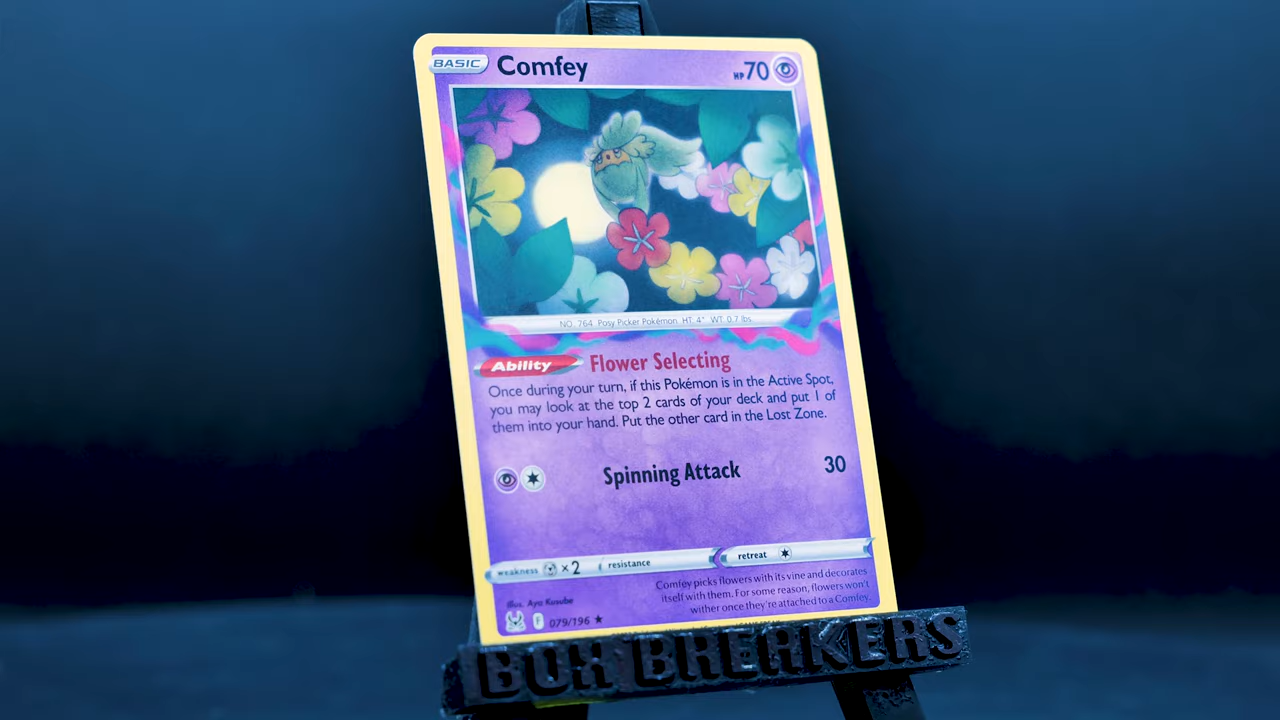 BASIC Comfey HP 70
NO. 764 Posy Picker Pokémon HT: 4" WT: 0.7 lbs.
Ability Flower Selecting
Once during your turn, if this Pokémon is in the Active Spot,
you may look at the top 2 cards of your deck and put 1 of
them into your hand. Put the other card in the Lost Zone.
Spinning Attack 30
weakness ×2 resistance retreat
Comfey picks flowers with its vine and decorates
itself with them. For some reason, flowers won't
wither once they're attached to a Comfey.
Illus. Aya Kusube
F 079/196 ★
BOX BREAKERS